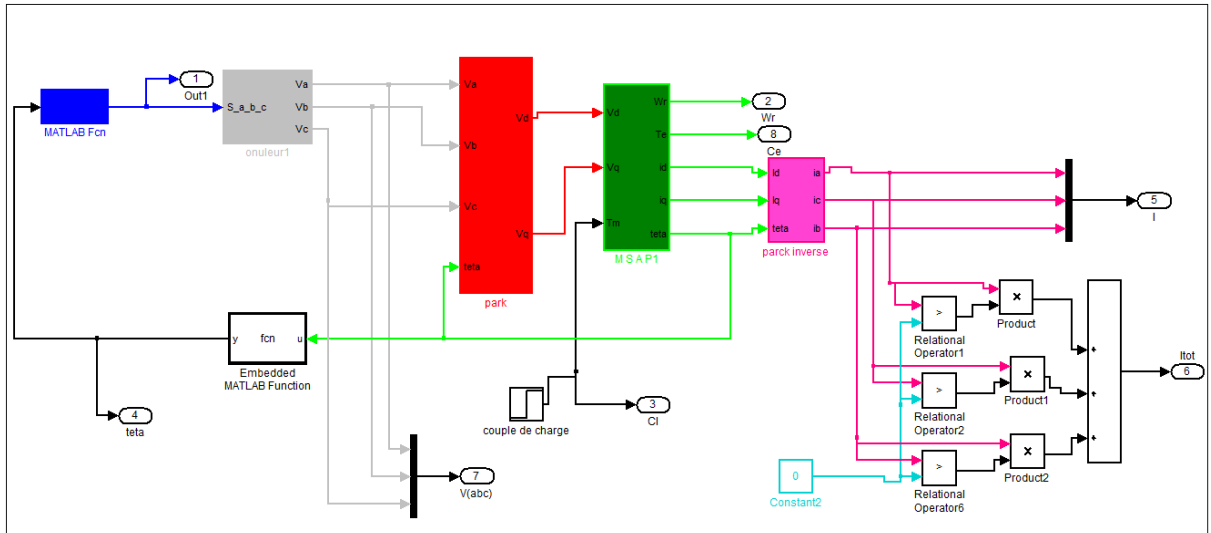 MATLAB Fcn
1
Out1
S_a_b_c
Va
Vb
Vc
onuleur1
Va
Vb
Vc
teta
Vd
Vq
park
Vd
Vq
Tm
Wr
Te
id
iq
teta
M S A P1
2
Wr
8
Ce
Id
Iq
teta
ia
ic
ib
parck inverse
5
I
>
Relational
Operator1
×
Product
>
Relational
Operator2
×
Product1
>
Relational
Operator6
×
Product2
+
+
+
Itot
6
y
fcn
u
Embedded
MATLAB Function
4
teta
couple de charge
3
Cl
7
V(abc)
0
Constant2